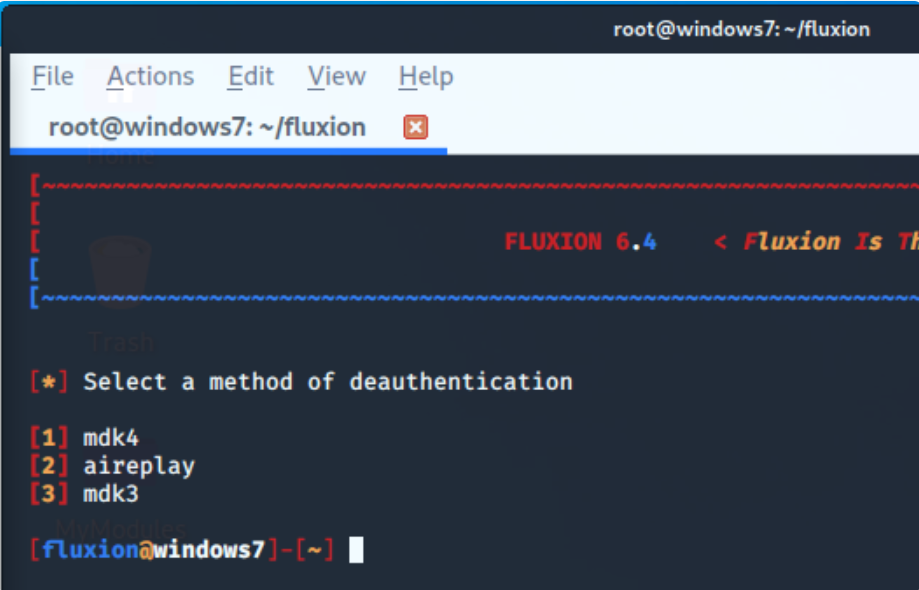 root@windows7: ~/fluxion
File Actions Edit View Help
root@windows7: ~/fluxion
Home
[~~~~~~~~~~~~~~~~~~~~~~~~~~~~~~~~~~~~~~~~~~~~~~~~~~~~~~~~~~~~~~~
[
[ FLUXION 6.4 < Fluxion Is Th
[
[~~~~~~~~~~~~~~~~~~~~~~~~~~~~~~~~~~~~~~~~~~~~~~~~~~~~~~~~~~~~~~~
Trash
[*] Select a method of deauthentication
[1] mdk4
[2] aireplay
[3] mdk3
MyModules
[fluxion@windows7]-[~]